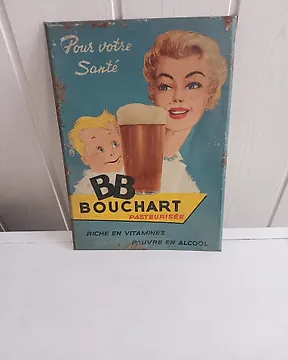 Pour votre
Santé
BB
BOUCHART
PASTEURISÉE
RICHE EN VITAMINES
PAUVRE EN ALCOOL